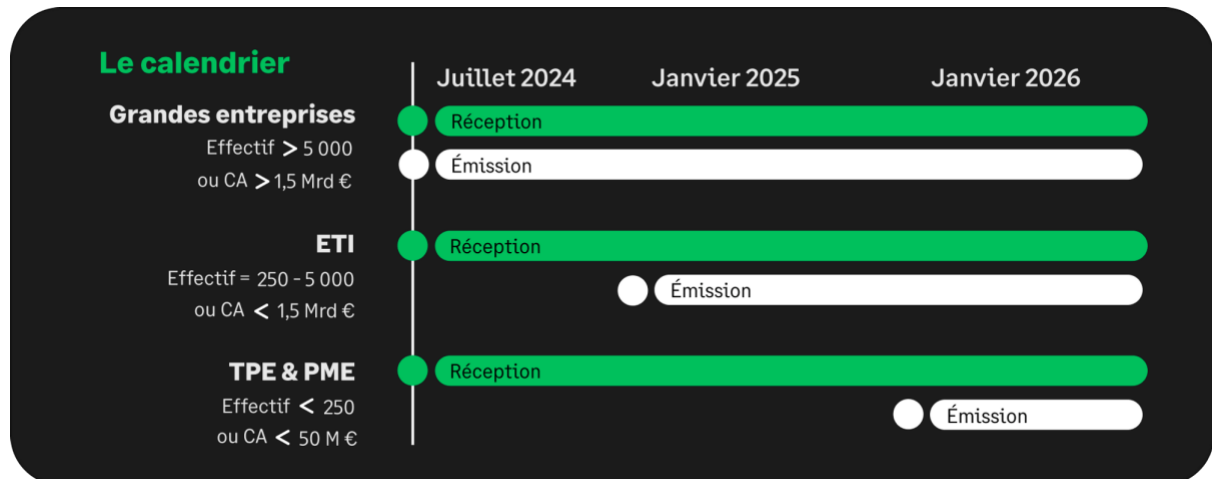 Le calendrier
Juillet 2024 Janvier 2025 Janvier 2026
Grandes entreprises
Effectif > 5 000
ou CA > 1,5 Mrd €
Réception
Émission
ETI
Effectif = 250 - 5 000
ou CA < 1,5 Mrd €
Réception
Émission
TPE & PME
Effectif < 250
ou CA < 50 M €
Réception
Émission